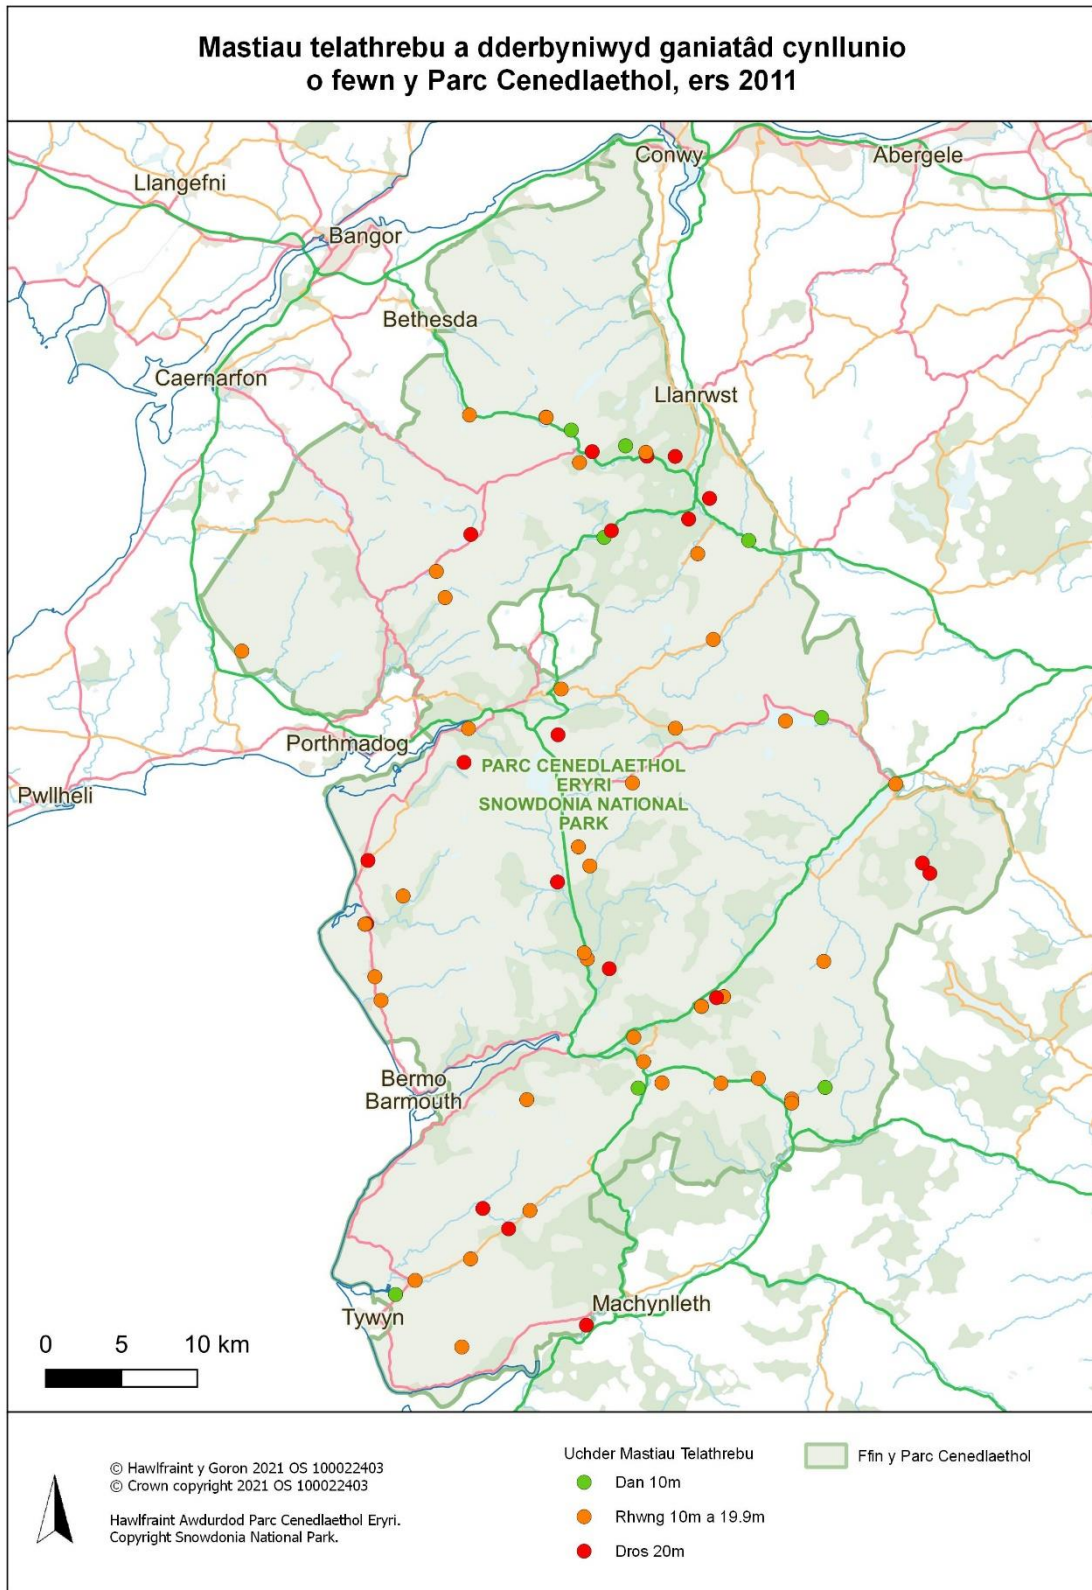 Mastiau telathrebu a dderbyniwyd ganiatâd cynllunio
o fewn y Parc Cenedlaethol, ers 2011
Conwy
Abergele
Llangefni
Bangor
Bethesda
Caernarfon
Llanrwst
Porthmadog
Pwllheli
PARC CENEDLAETHOL
ERYRI
SNOWDONIA NATIONAL
PARK
Bermo
Barmouth
Machynlleth
Tywyn
0 5 10 km
Uchder Mastiau Telathrebu
Ffin y Parc Cenedlaethol
© Hawlfraint y Goron 2021 OS 100022403
© Crown copyright 2021 OS 100022403
Hawlfraint Awdurdod Parc Cenedlaethol Eryri.
Copyright Snowdonia National Park.
Dan 10m
Rhwng 10m a 19.9m
Dros 20m